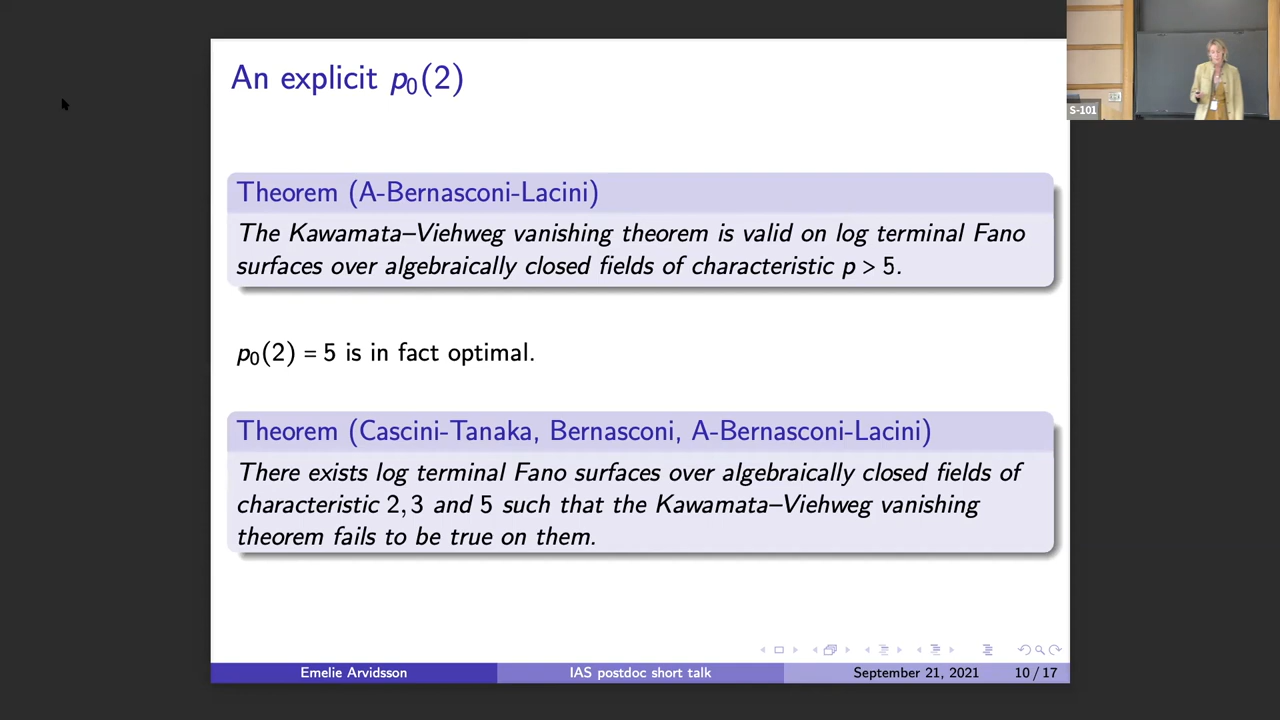 An explicit p₀(2)
S-101
Theorem (A-Bernasconi-Lacini)
The Kawamata–Viehweg vanishing theorem is valid on log terminal Fano
surfaces over algebraically closed fields of characteristic p > 5.
p₀(2) = 5 is in fact optimal.
Theorem (Cascini-Tanaka, Bernasconi, A-Bernasconi-Lacini)
There exists log terminal Fano surfaces over algebraically closed fields of
characteristic 2, 3 and 5 such that the Kawamata–Viehweg vanishing
theorem fails to be true on them.
Emelie Arvidsson IAS postdoc short talk September 21, 2021 10 / 17